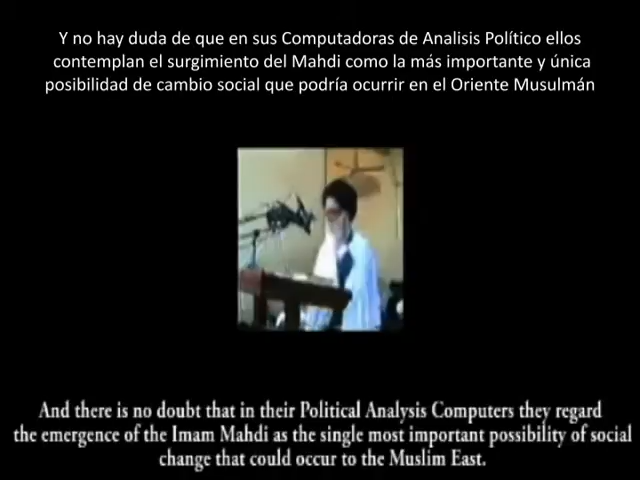 Y no hay duda de que en sus Computadoras de Analisis Político ellos
contemplan el surgimiento del Mahdi como la más importante y única
posibilidad de cambio social que podría ocurrir en el Oriente Musulmán
And there is no doubt that in their Political Analysis Computers they regard
the emergence of the Imam Mahdi as the single most important possibility of social
change that could occur to the Muslim East.